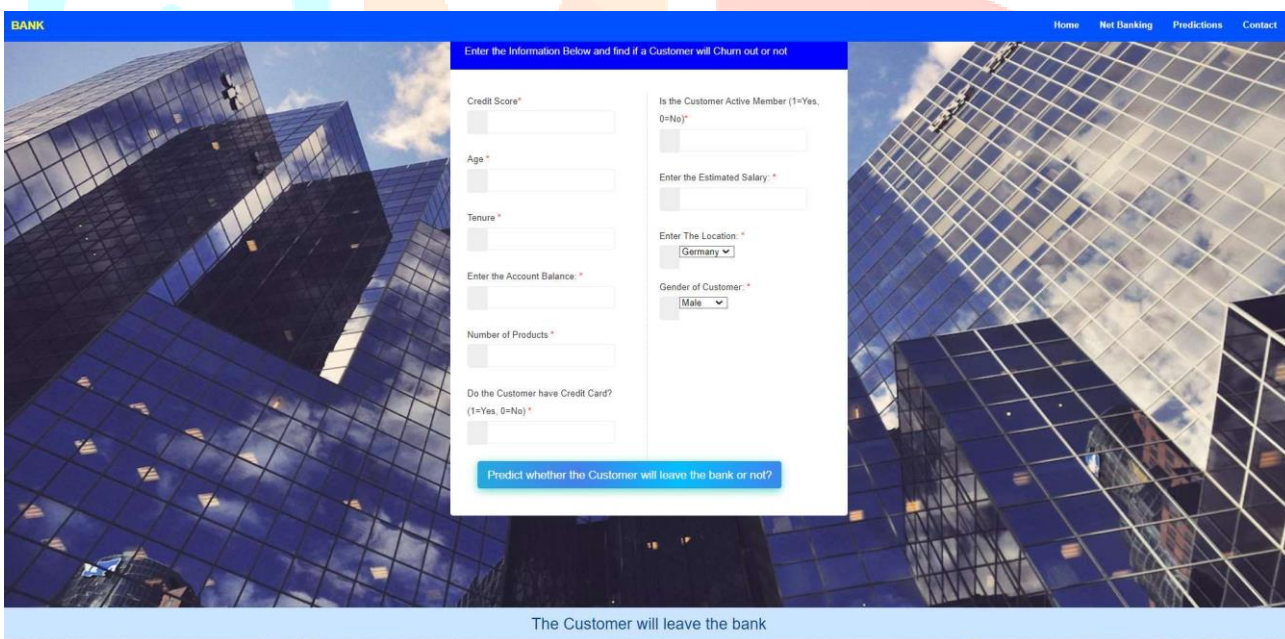 BANK
Home Net Banking Predictions Contact
Enter the Information Below and find if a Customer will Churn out or not
Credit Score*
Age *
Tenure *
Enter the Account Balance: *
Number of Products *
Do the Customer have Credit Card?
(1=Yes, 0=No) *
Is the Customer Active Member (1=Yes,
0=No)*
Enter the Estimated Salary: *
Enter The Location: *
Germany
Gender of Customer: *
Male
Predict whether the Customer will leave the bank or not?
The Customer will leave the bank